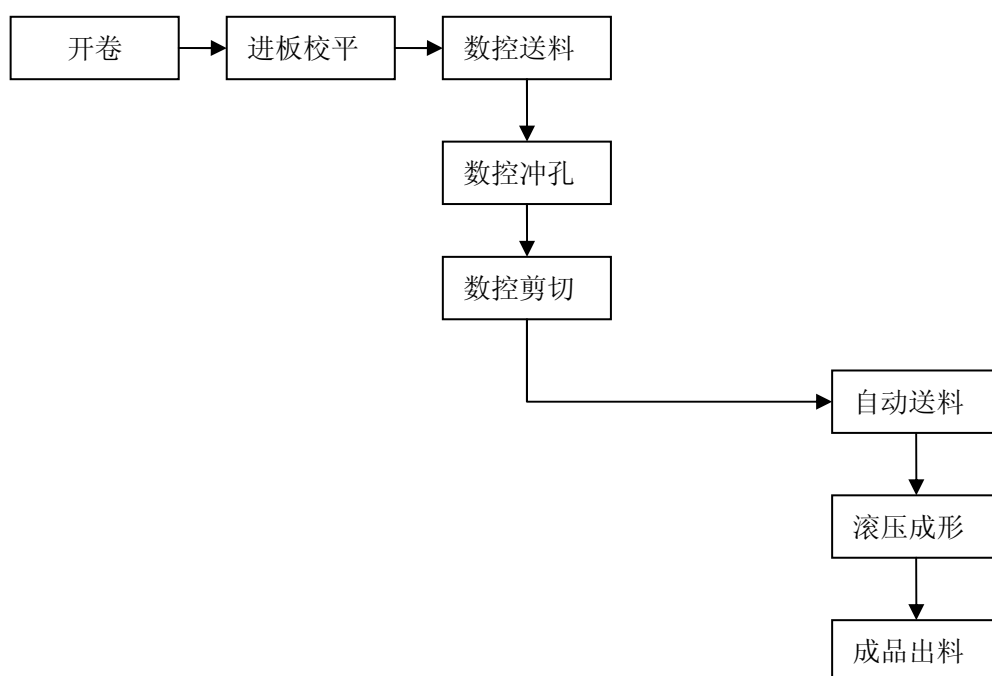 开卷
进板校平
数控送料
数控冲孔
数控剪切
自动送料
滚压成形
成品出料